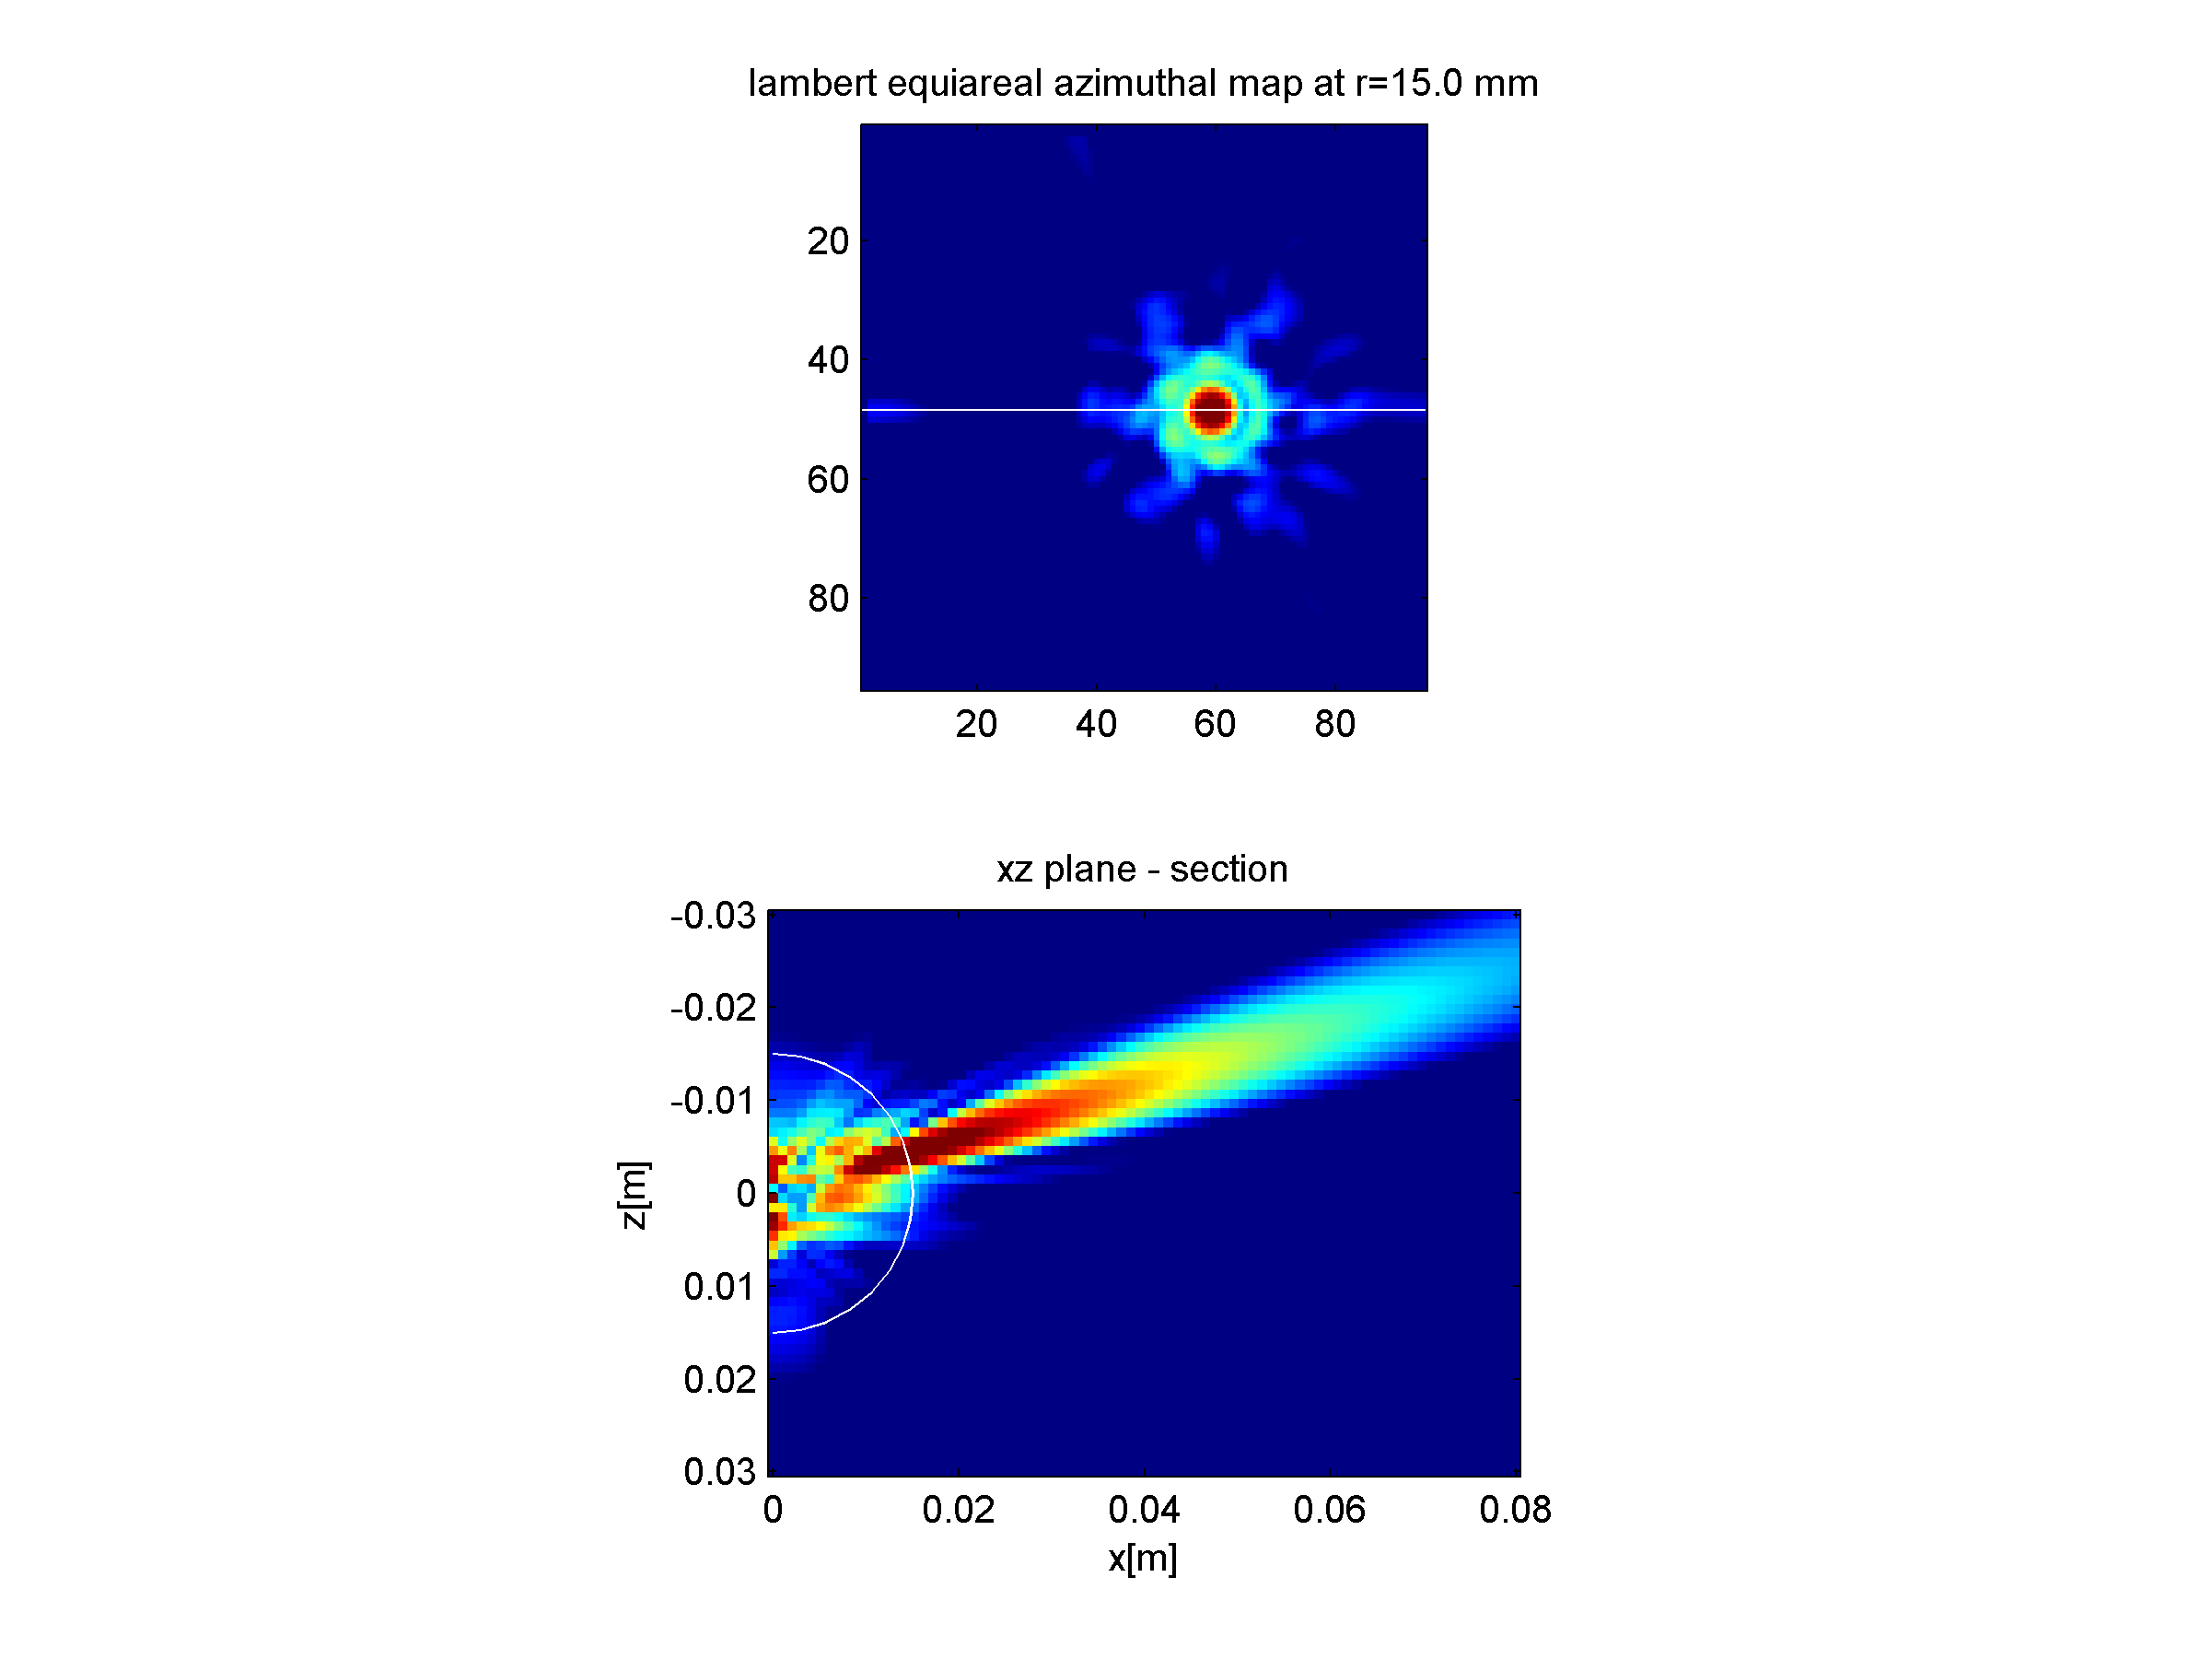 lambert equiareal azimuthal map at r=15.0 mm
20
40
60
80
20 40 60 80
xz plane - section
-0.03
-0.02
-0.01
0
0.01
0.02
0.03
z[m]
0 0.02 0.04 0.06 0.08
x[m]